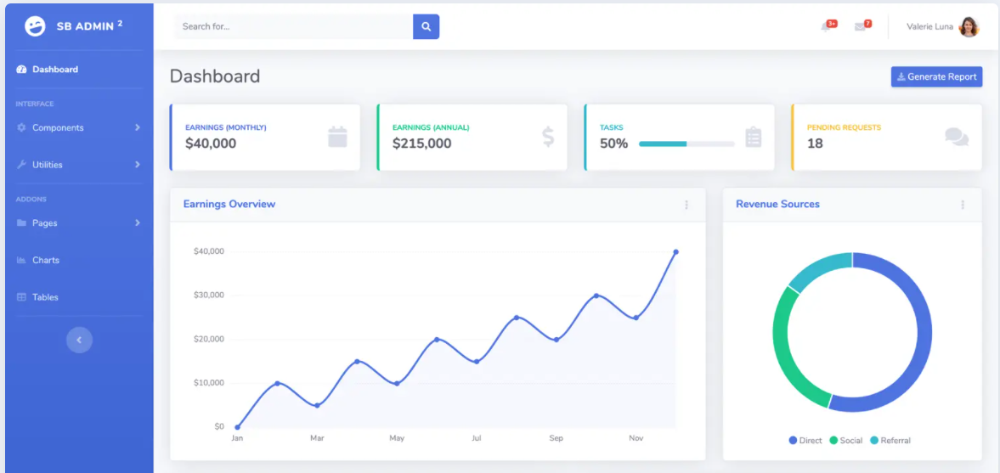 SB ADMIN 2
Search for...
3+
7
Valerie Luna
Dashboard
INTERFACE
Components
Utilities
ADDONS
Pages
Charts
Tables
Dashboard
Generate Report
EARNINGS (MONTHLY)
$40,000
EARNINGS (ANNUAL)
$215,000
TASKS
50%
PENDING REQUESTS
18
Earnings Overview
$40,000
$30,000
$20,000
$10,000
$0
Jan Mar May Jul Sep Nov
Revenue Sources
Direct Social Referral